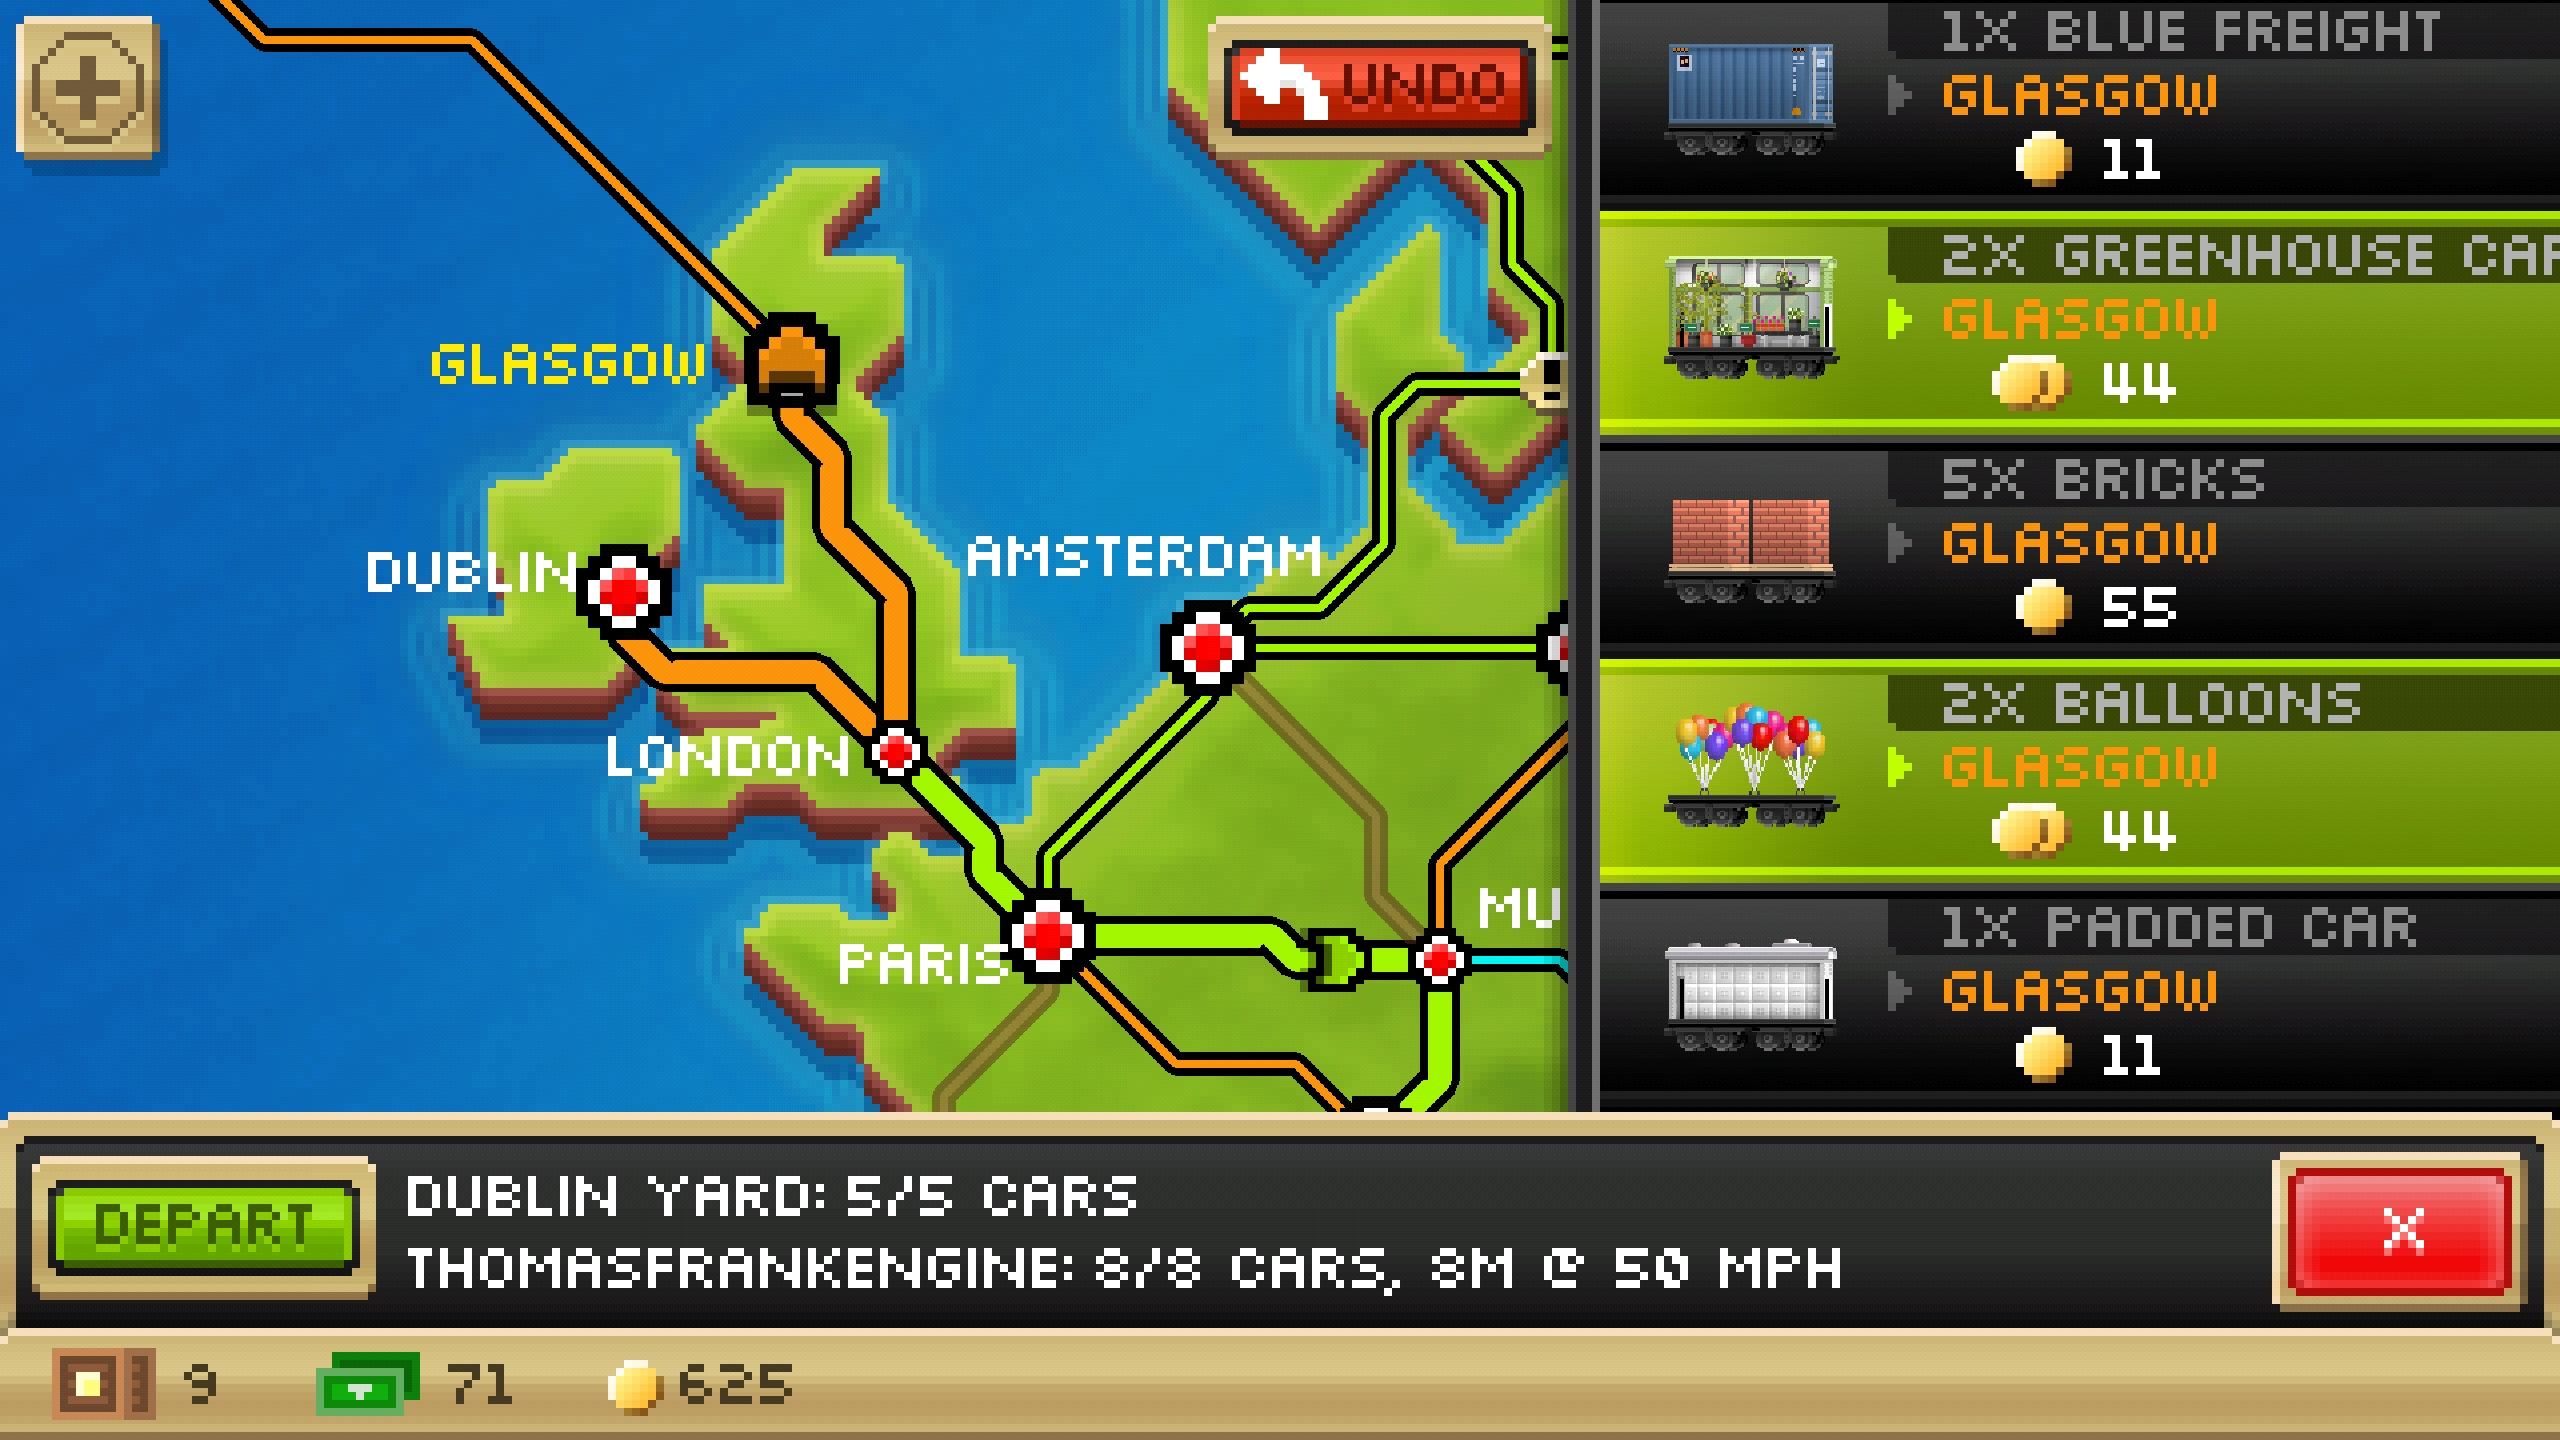 UNDO
GLASGOW
DUBLIN
AMSTERDAM
LONDON
PARIS
MU
1X BLUE FREIGHT
GLASGOW
11
2X GREENHOUSE CAR
GLASGOW
44
5X BRICKS
GLASGOW
55
2X BALLOONS
GLASGOW
44
1X PADDED CAR
GLASGOW
11
DEPART
DUBLIN YARD: 5/5 CARS
THOMASFRANKENGINE: 8/8 CARS, 8M @ 50 MPH
X
9
71
625